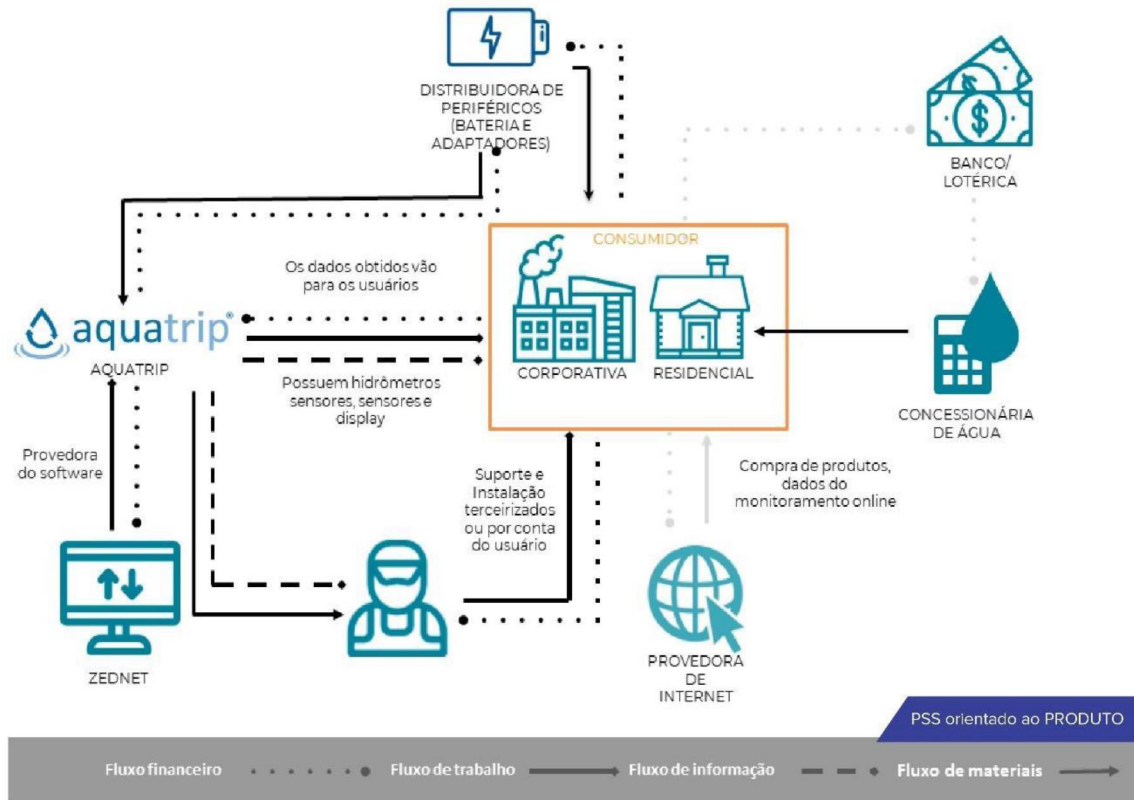 DISTRIBUIDORA DE
PERIFÉRICOS
(BATERIA E
ADAPTADORES)
BANCO/
LOTÉRICA
CONSUMIDOR
Os dados obtidos vão
para os usuários
aquatrip®
AQUATRIP
CORPORATIVA
RESIDENCIAL
Possuem hidrômetros
sensores, sensores e
display
CONCESSIONÁRIA
DE ÁGUA
Provedora
do software
Suporte e
Instalação
terceirizados
ou por conta
do usuário
Compra de produtos,
dados do
monitoramento online
ZEDNET
PROVEDORA
DE
INTERNET
PSS orientado ao PRODUTO
Fluxo financeiro
Fluxo de trabalho
Fluxo de informação
Fluxo de materiais